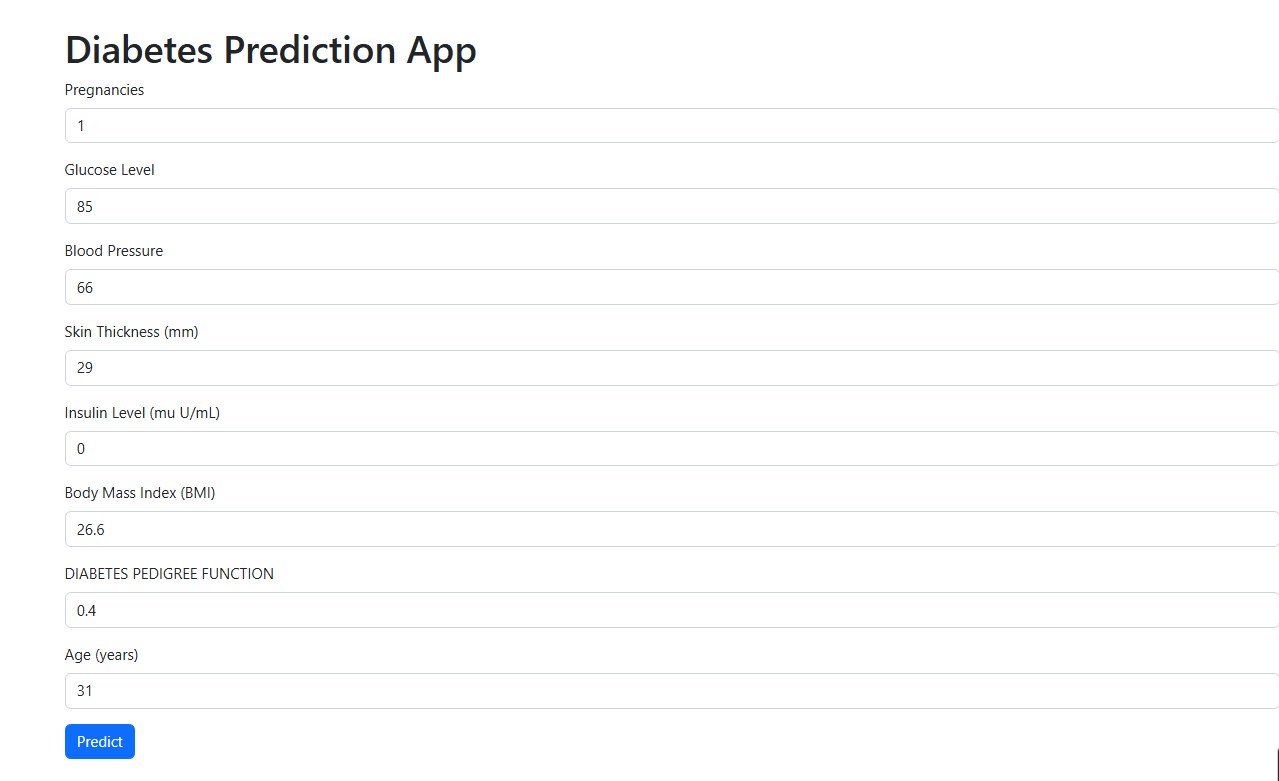 Diabetes Prediction App
Pregnancies
1
Glucose Level
85
Blood Pressure
66
Skin Thickness (mm)
29
Insulin Level (mu U/mL)
0
Body Mass Index (BMI)
26.6
DIABETES PEDIGREE FUNCTION
0.4
Age (years)
31
Predict